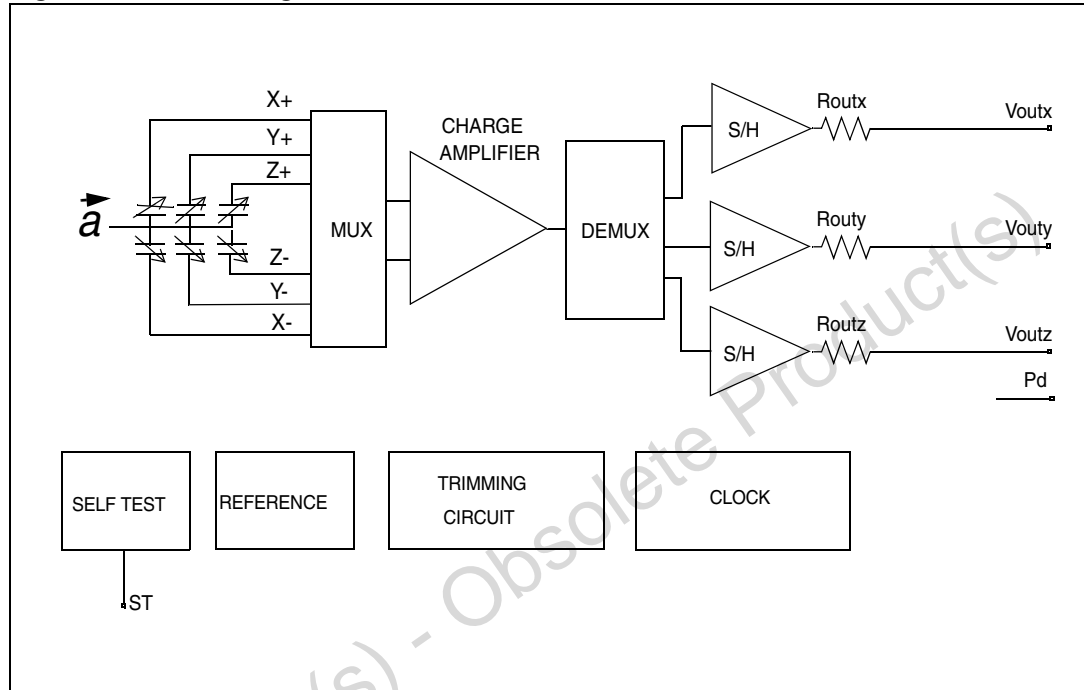 X+
Y+
Z+
a
Z-
Y-
X-
MUX
CHARGE
AMPLIFIER
DEMUX
S/H
Routx
Voutx
S/H
Routy
Vouty
S/H
Routz
Voutz
Pd
SELF TEST
REFERENCE
TRIMMING
CIRCUIT
CLOCK
ST
(s) - Obsolete Product(s)